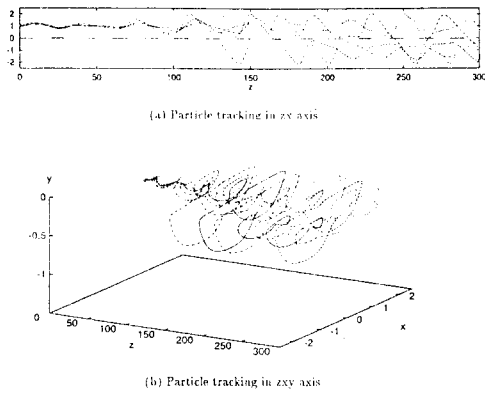 2
1
0
-1
-2
0 50 100 150 200 250 300
z
(a) Particle tracking in zx axis
y
0
-0.5
-1
0 50 100 150 200 250 300
z
-2 -1 0 1 2
x
(b) Particle tracking in zxy axis